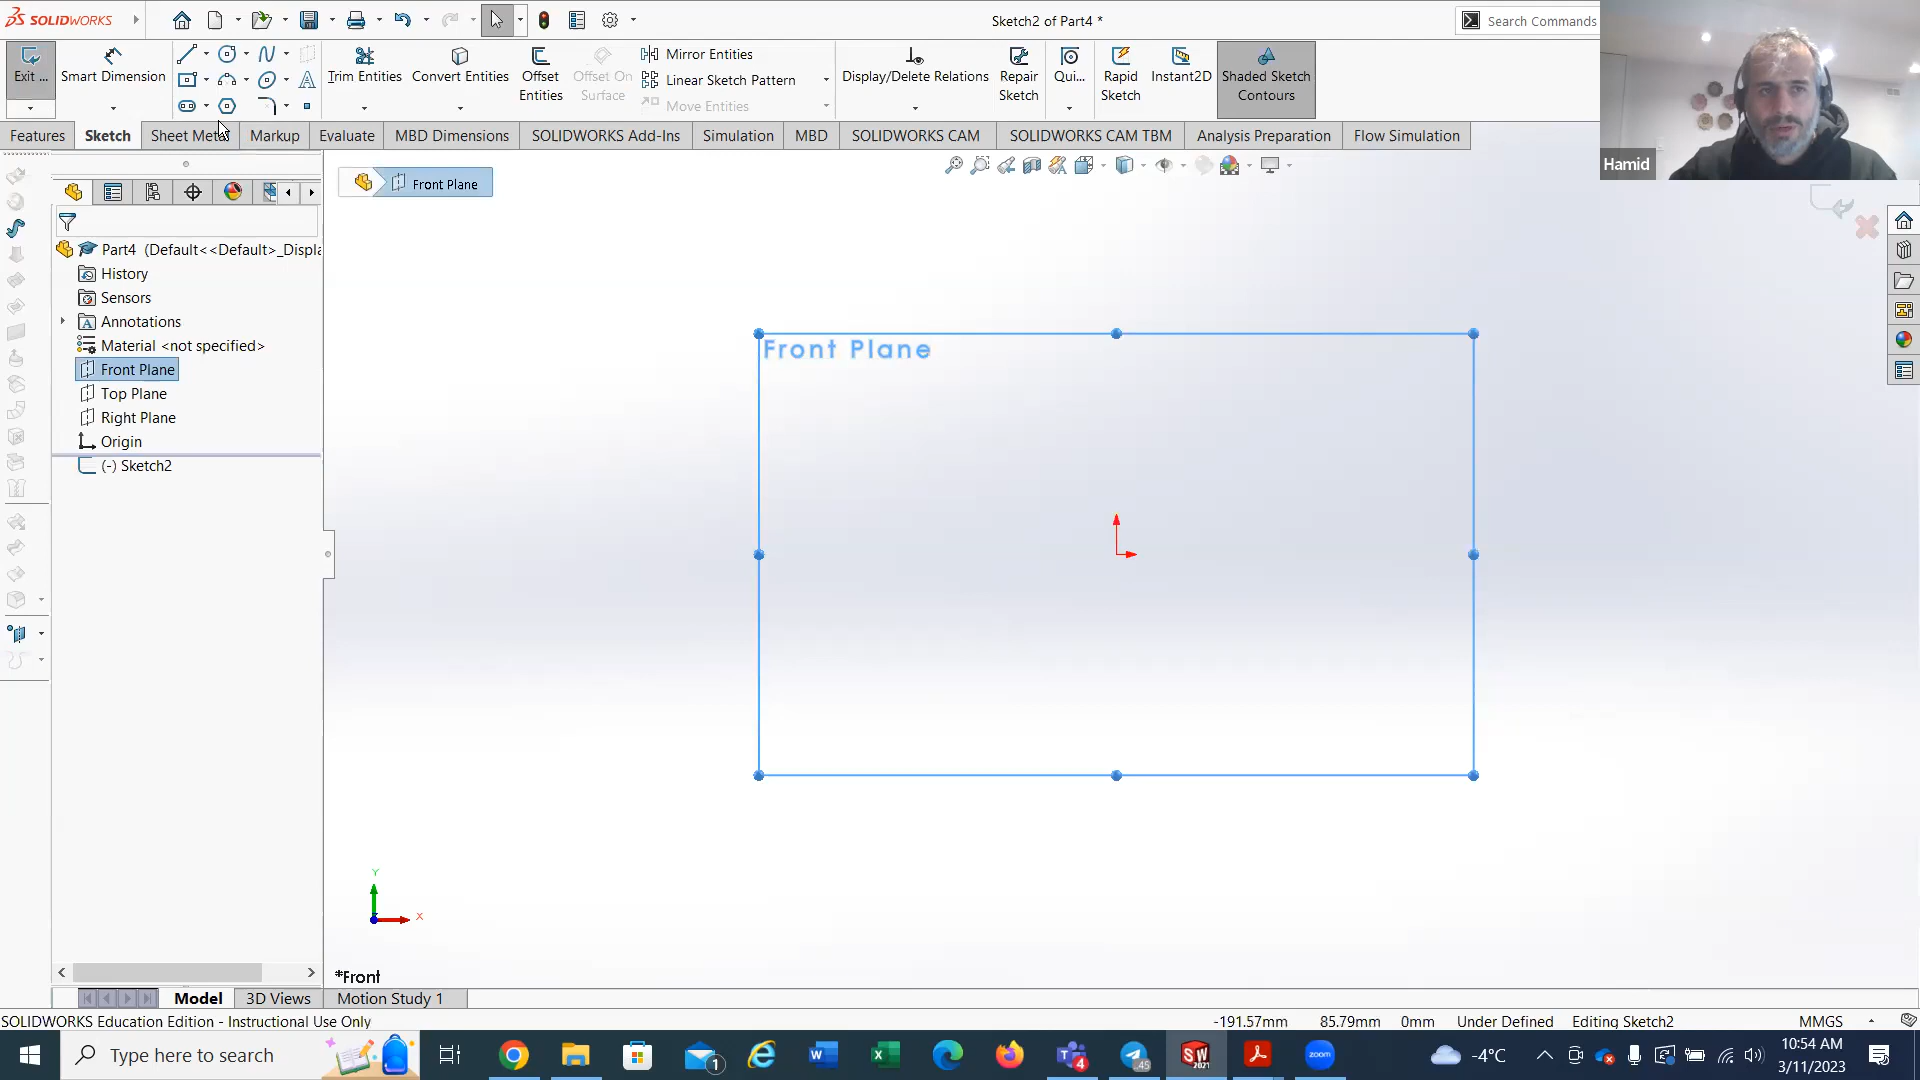 SOLIDWORKS
Sketch2 of Part4 *
Search Commands
Exit ...
Smart Dimension
Trim Entities
Convert Entities
Offset
Entities
Offset On
Surface
Mirror Entities
Linear Sketch Pattern
Move Entities
Display/Delete Relations
Repair
Sketch
Qui...
Rapid
Sketch
Instant2D
Shaded Sketch
Contours
Features
Sketch
Sheet Metal
Markup
Evaluate
MBD Dimensions
SOLIDWORKS Add-Ins
Simulation
MBD
SOLIDWORKS CAM
SOLIDWORKS CAM TBM
Analysis Preparation
Flow Simulation
Hamid
Front Plane
Part4 (Default<<Default>_Displa
History
Sensors
Annotations
Material <not specified>
Front Plane
Top Plane
Right Plane
Origin
(-) Sketch2
Front Plane
Y
X
*Front
Model
3D Views
Motion Study 1
SOLIDWORKS Education Edition - Instructional Use Only
-191.57mm
85.79mm
0mm
Under Defined
Editing Sketch2
MMGS
Type here to search
1
4
45
SW
2021
zoom
-4°C
10:54 AM
3/11/2023